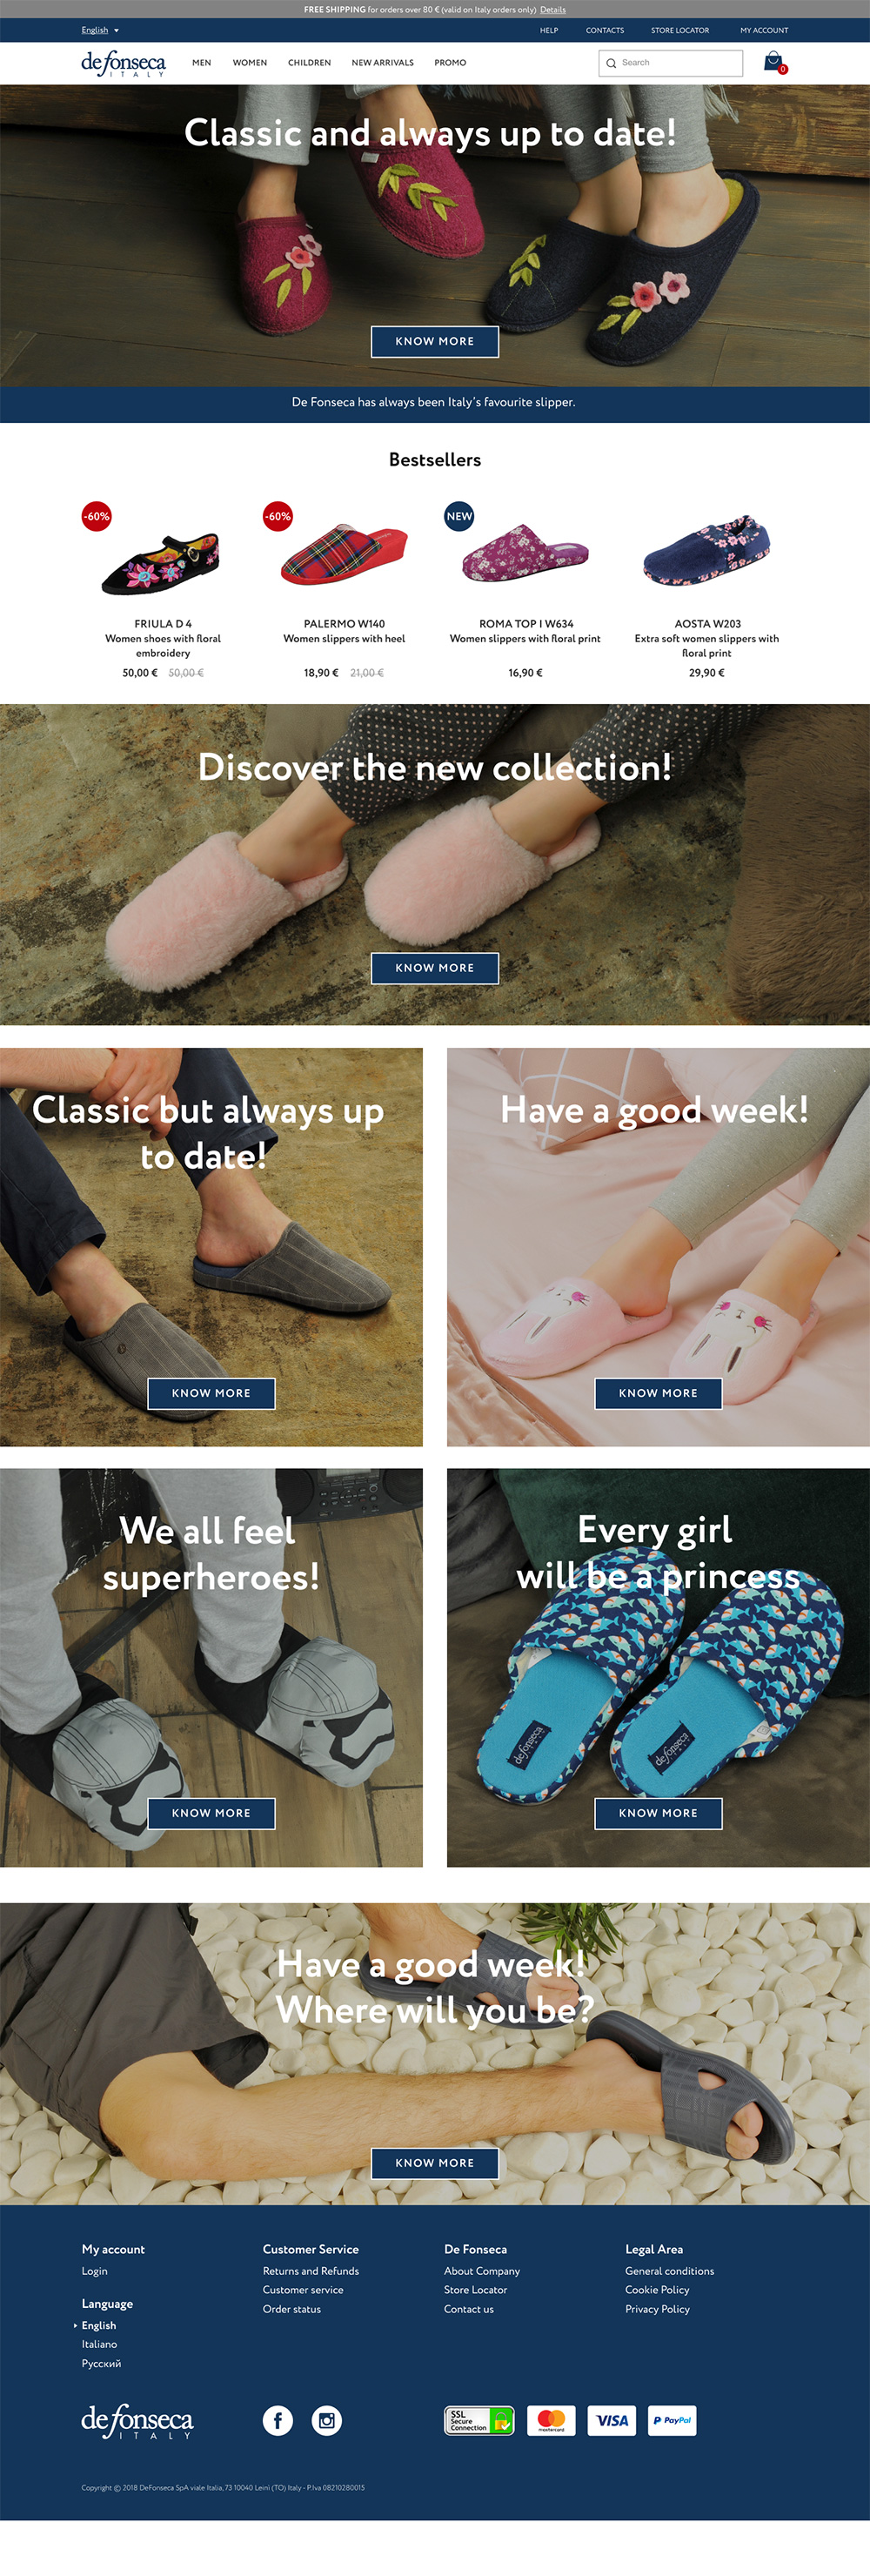 FREE SHIPPING for orders over 80 € (valid on Italy orders only) Details
English
HELP
CONTACTS
STORE LOCATOR
MY ACCOUNT
defonseca
ITALY
MEN
WOMEN
CHILDREN
NEW ARRIVALS
PROMO
Search
0
Classic and always up to date!
KNOW MORE
De Fonseca has always been Italy's favourite slipper.
Bestsellers
-60%
-60%
NEW
FRIULA D 4
Women shoes with floral
embroidery
50,00 € 50,00 €
PALERMO W140
Women slippers with heel
18,90 € 21,00 €
ROMA TOP I W634
Women slippers with floral print
16,90 €
AOSTA W203
Extra soft women slippers with
floral print
29,90 €
Discover the new collection!
KNOW MORE
Classic but always up
to date!
KNOW MORE
Have a good week!
KNOW MORE
We all feel
superheroes!
KNOW MORE
Every girl
will be a princess
defonseca
defonseca
KNOW MORE
Have a good week!
Where will you be?
KNOW MORE
My account
Login
Language
English
Italiano
Русский
Customer Service
Returns and Refunds
Customer service
Order status
De Fonseca
About Company
Store Locator
Contact us
Legal Area
General conditions
Cookie Policy
Privacy Policy
defonseca
ITALY
SSL
Secure
Connection
mastercard
VISA
PayPal
Copyright © 2018 DeFonseca SpA viale Italia, 73 10040 Leinì (TO) Italy - P.Iva 08210280015